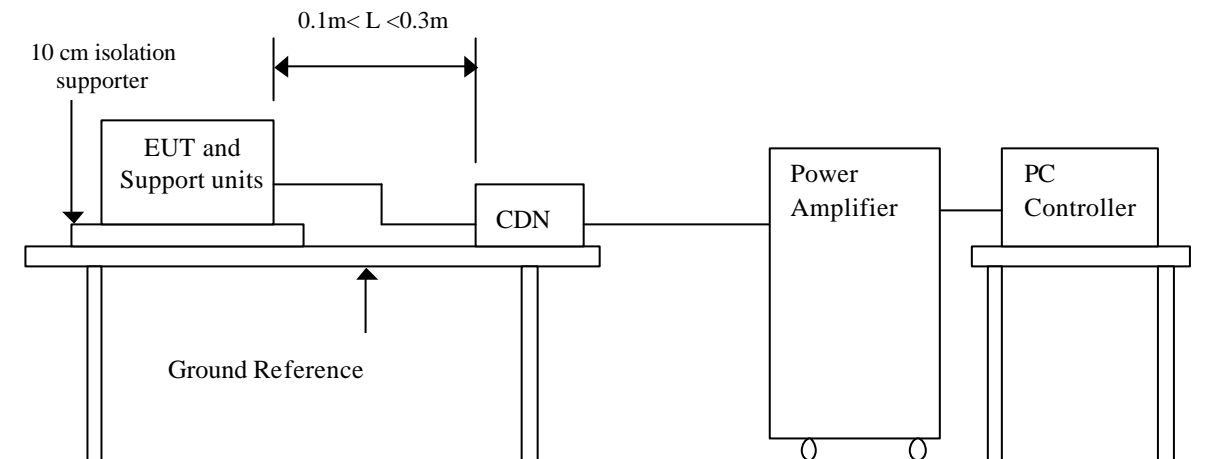 0.1m< L <0.3m
10 cm isolation
supporter
EUT and
Support units
CDN
Power
Amplifier
PC
Controller
Ground Reference